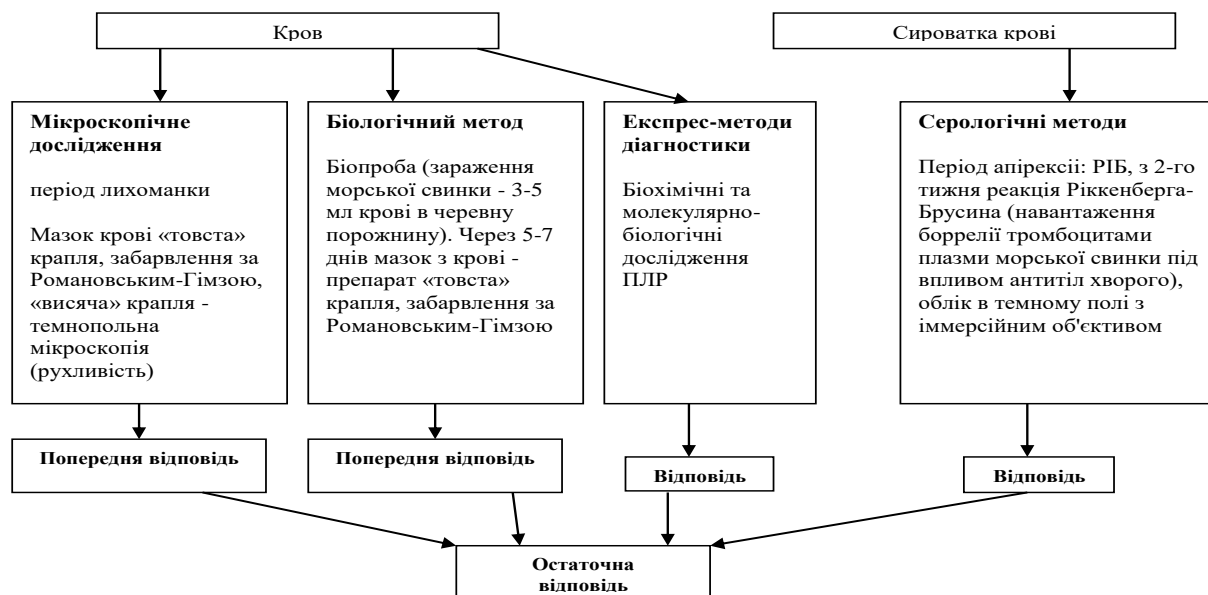 Кров
Сироватка крові
Мікроскопічне
дослідження
період лихоманки
Мазок крові «товста»
крапля, забарвлення за
Романовським-Гімзою,
«висяча» крапля -
темнопольна
мікроскопія
(рухливість)
Біологічний метод
Біопроба (зараження
морської свинки - 3-5
мл крові в черевну
порожнину). Через 5-7
днів мазок з крові -
препарат «товста»
крапля, забарвлення за
Романовським-Гімзою
Експрес-методи
діагностики
Біохімічні та
молекулярно-
біологічні
дослідження
ПЛР
Серологічні методи
Період апірексіі: РІБ, з 2-го
тижня реакція Ріккенберга-
Брусина (навантаження
боррелії тромбоцитами
плазми морської свинки під
впливом антитіл хворого),
облік в темному полі з
іммерсійним об'єктивом
Попередня відповідь
Попередня відповідь
Відповідь
Відповідь
Остаточна
відповідь